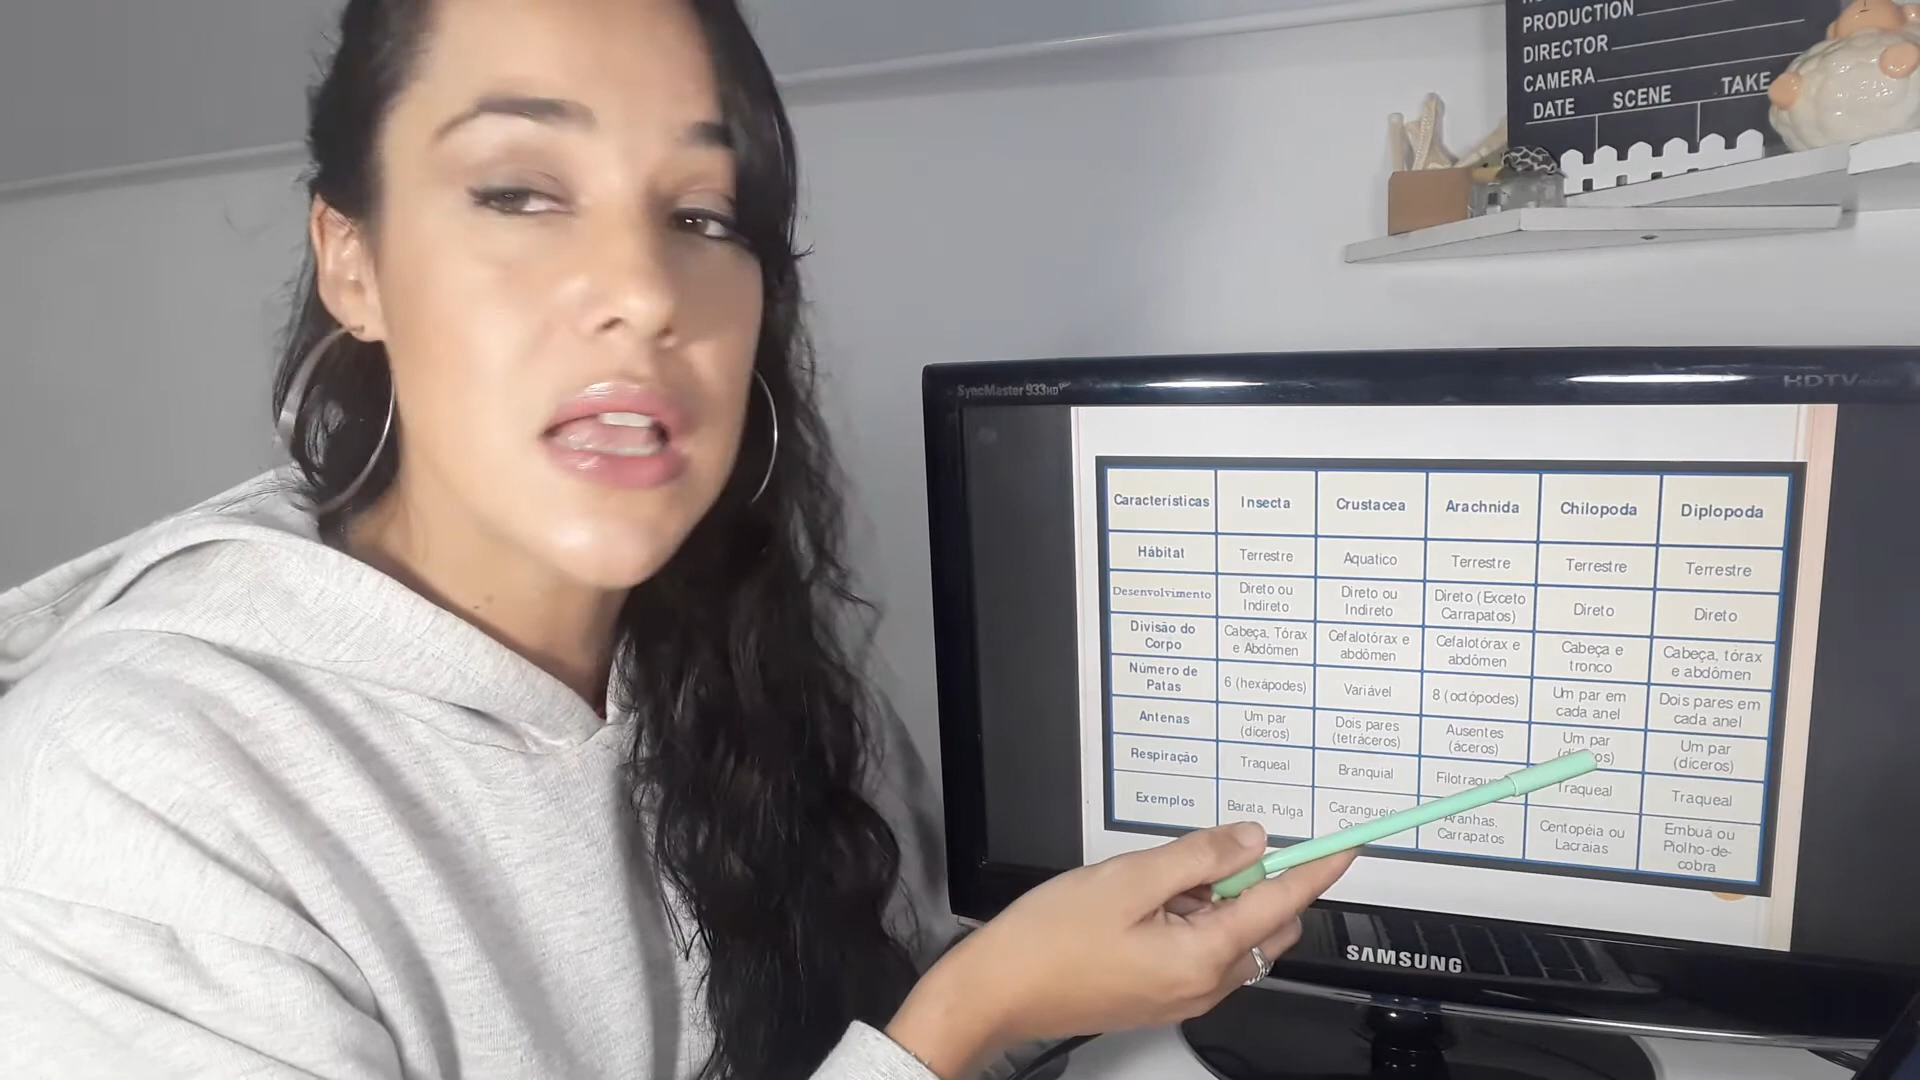 PRODUCTION
DIRECTOR
CAMERA
DATE SCENE TAKE
SyncMaster 933HD
HDTV
Características Insecta Crustacea Arachnida Chilopoda Diplopoda
Hábitat Terrestre Aquatico Terrestre Terrestre Terrestre
Desenvolvimento Direto ou Indireto Direto ou Indireto Direto (Exceto Carrapatos) Direto Direto
Divisão do Corpo Cabeça, Tórax e Abdômen Cefalotórax e abdômen Cefalotórax e abdômen Cabeça e tronco Cabeça, tórax e abdômen
Número de Patas 6 (hexápodes) Variável 8 (octópodes) Um par em cada anel Dois pares em cada anel
Antenas Um par (díceros) Dois pares (tetráceros) Ausentes (áceros) Um par Um par (díceros)
Respiração Traqueal Branquial Traqueal Traqueal
Exemplos Barata, Pulga Aranhas, Carrapatos Centopéia ou Lacraias Embuá ou Piolho-de-cobra
SAMSUNG